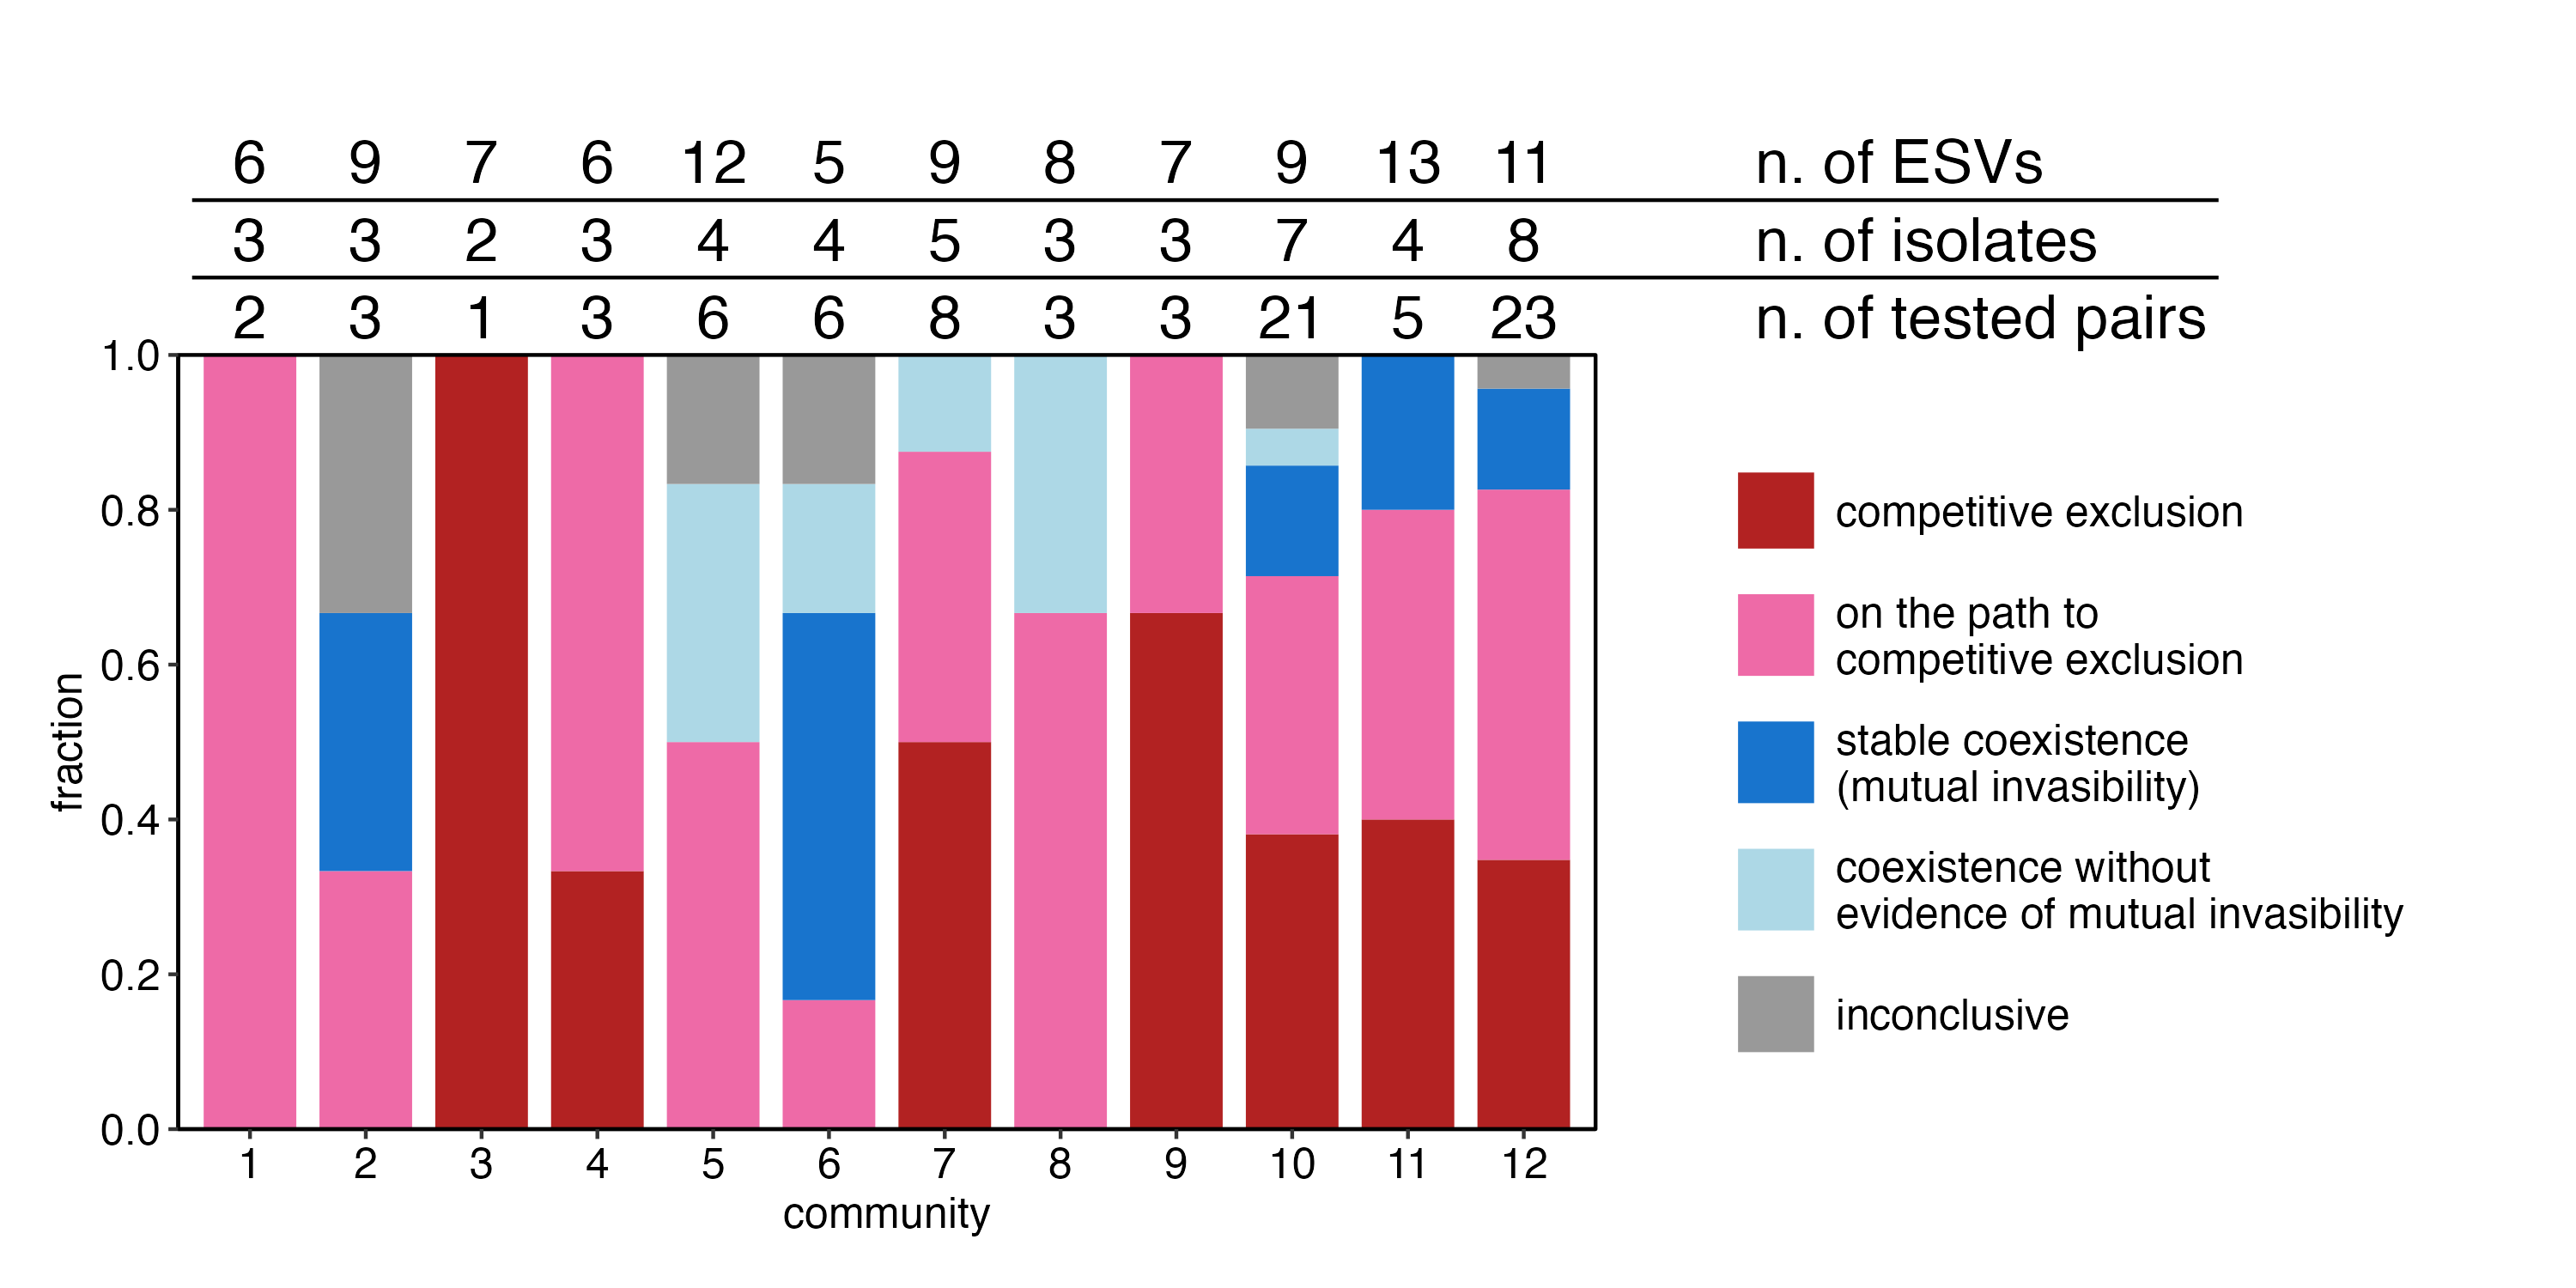 6 9 7 6 12 5 9 8 7 9 13 11 n. of ESVs
3 3 2 3 4 4 5 3 3 7 4 8 n. of isolates
2 3 1 3 6 6 8 3 3 21 5 23 n. of tested pairs
1.0
0.8
0.6
0.4
0.2
0.0
fraction
1 2 3 4 5 6 7 8 9 10 11 12
community
competitive exclusion
on the path to
competitive exclusion
stable coexistence
(mutual invasibility)
coexistence without
evidence of mutual invasibility
inconclusive